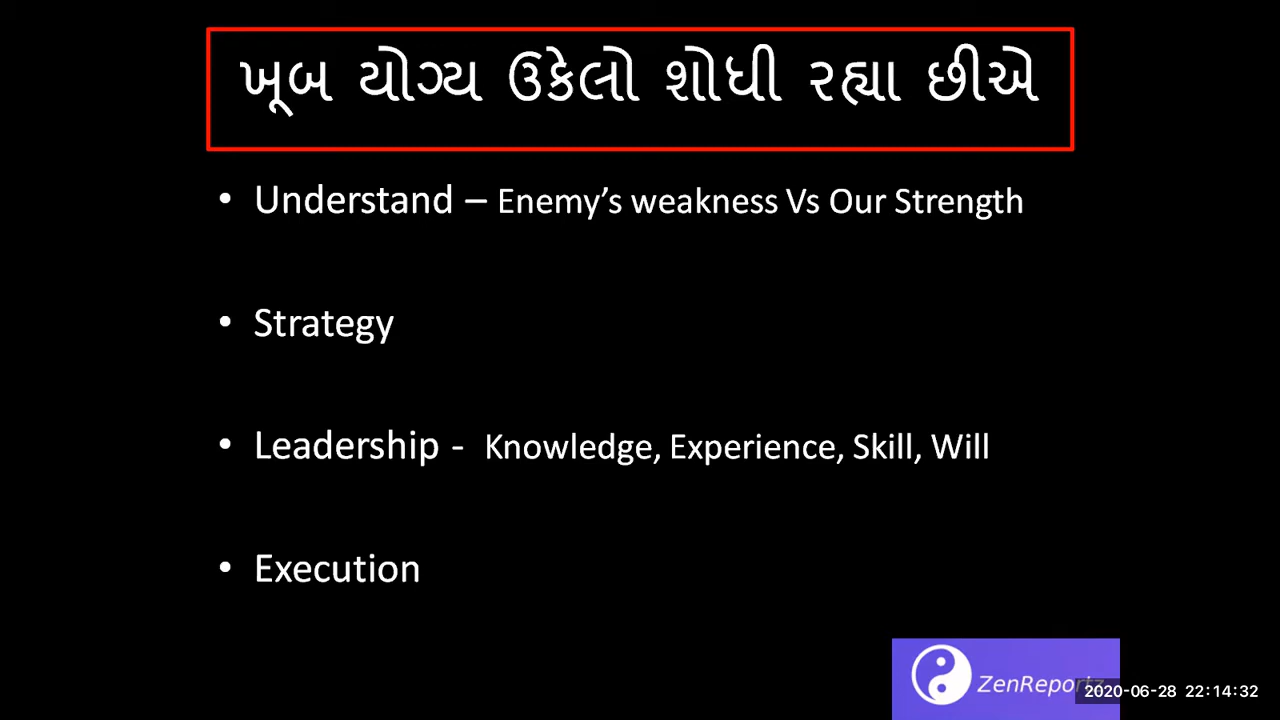 ખૂબ યોગ્ય ઉકેલો શોધી રહ્યા છીએ
• Understand – Enemy’s weakness Vs Our Strength
• Strategy
• Leadership - Knowledge, Experience, Skill, Will
• Execution
ZenReportz
2020-06-28 22:14:32